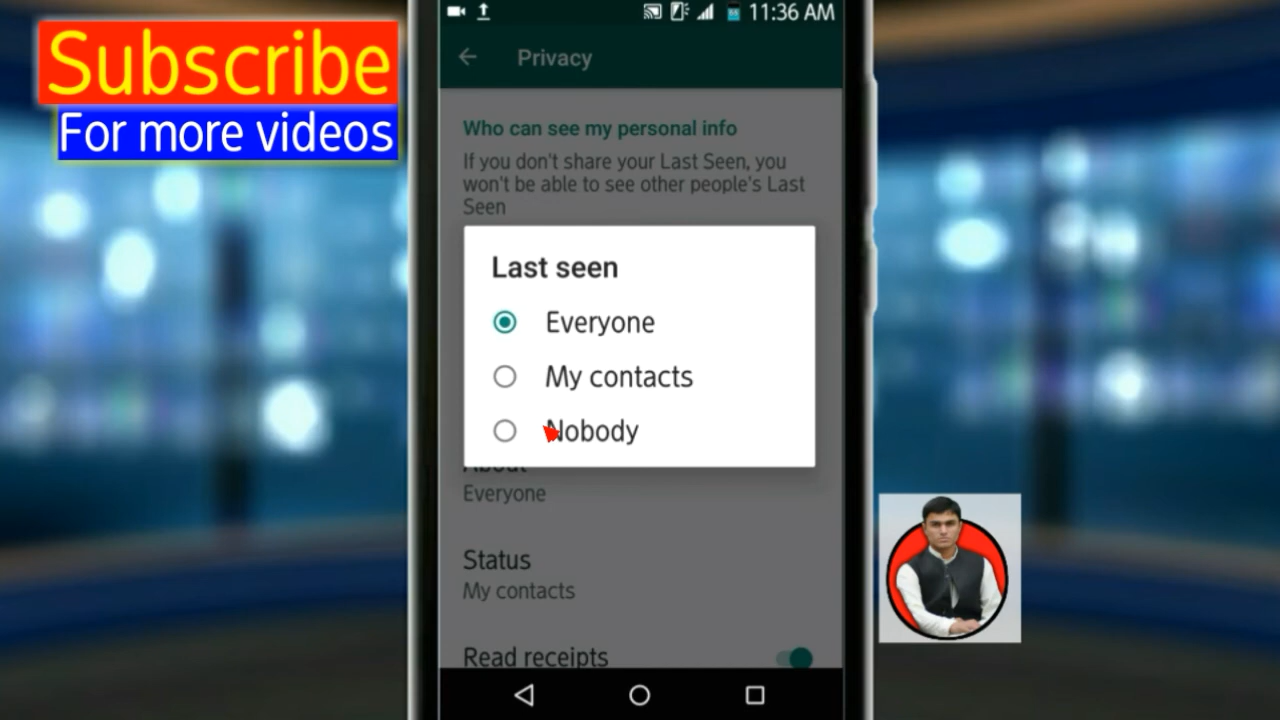 Subscribe
For more videos
11:36 AM
Privacy
Who can see my personal info
If you don't share your Last Seen, you
won't be able to see other people's Last
Seen
Last seen
Everyone
My contacts
Nobody
About
Everyone
Status
My contacts
Read receipts